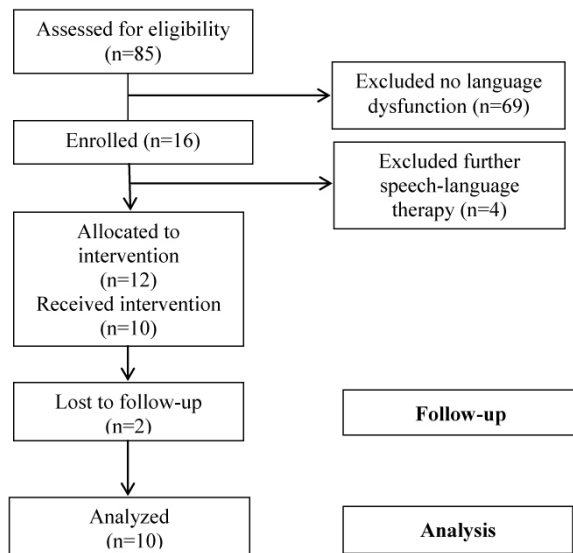 Assessed for eligibility
(n=85)
Excluded no language
dysfunction (n=69)
Enrolled (n=16)
Excluded further
speech-language
therapy (n=4)
Allocated to
intervention
(n=12)
Received intervention
(n=10)
Lost to follow-up
(n=2)
Follow-up
Analyzed
(n=10)
Analysis